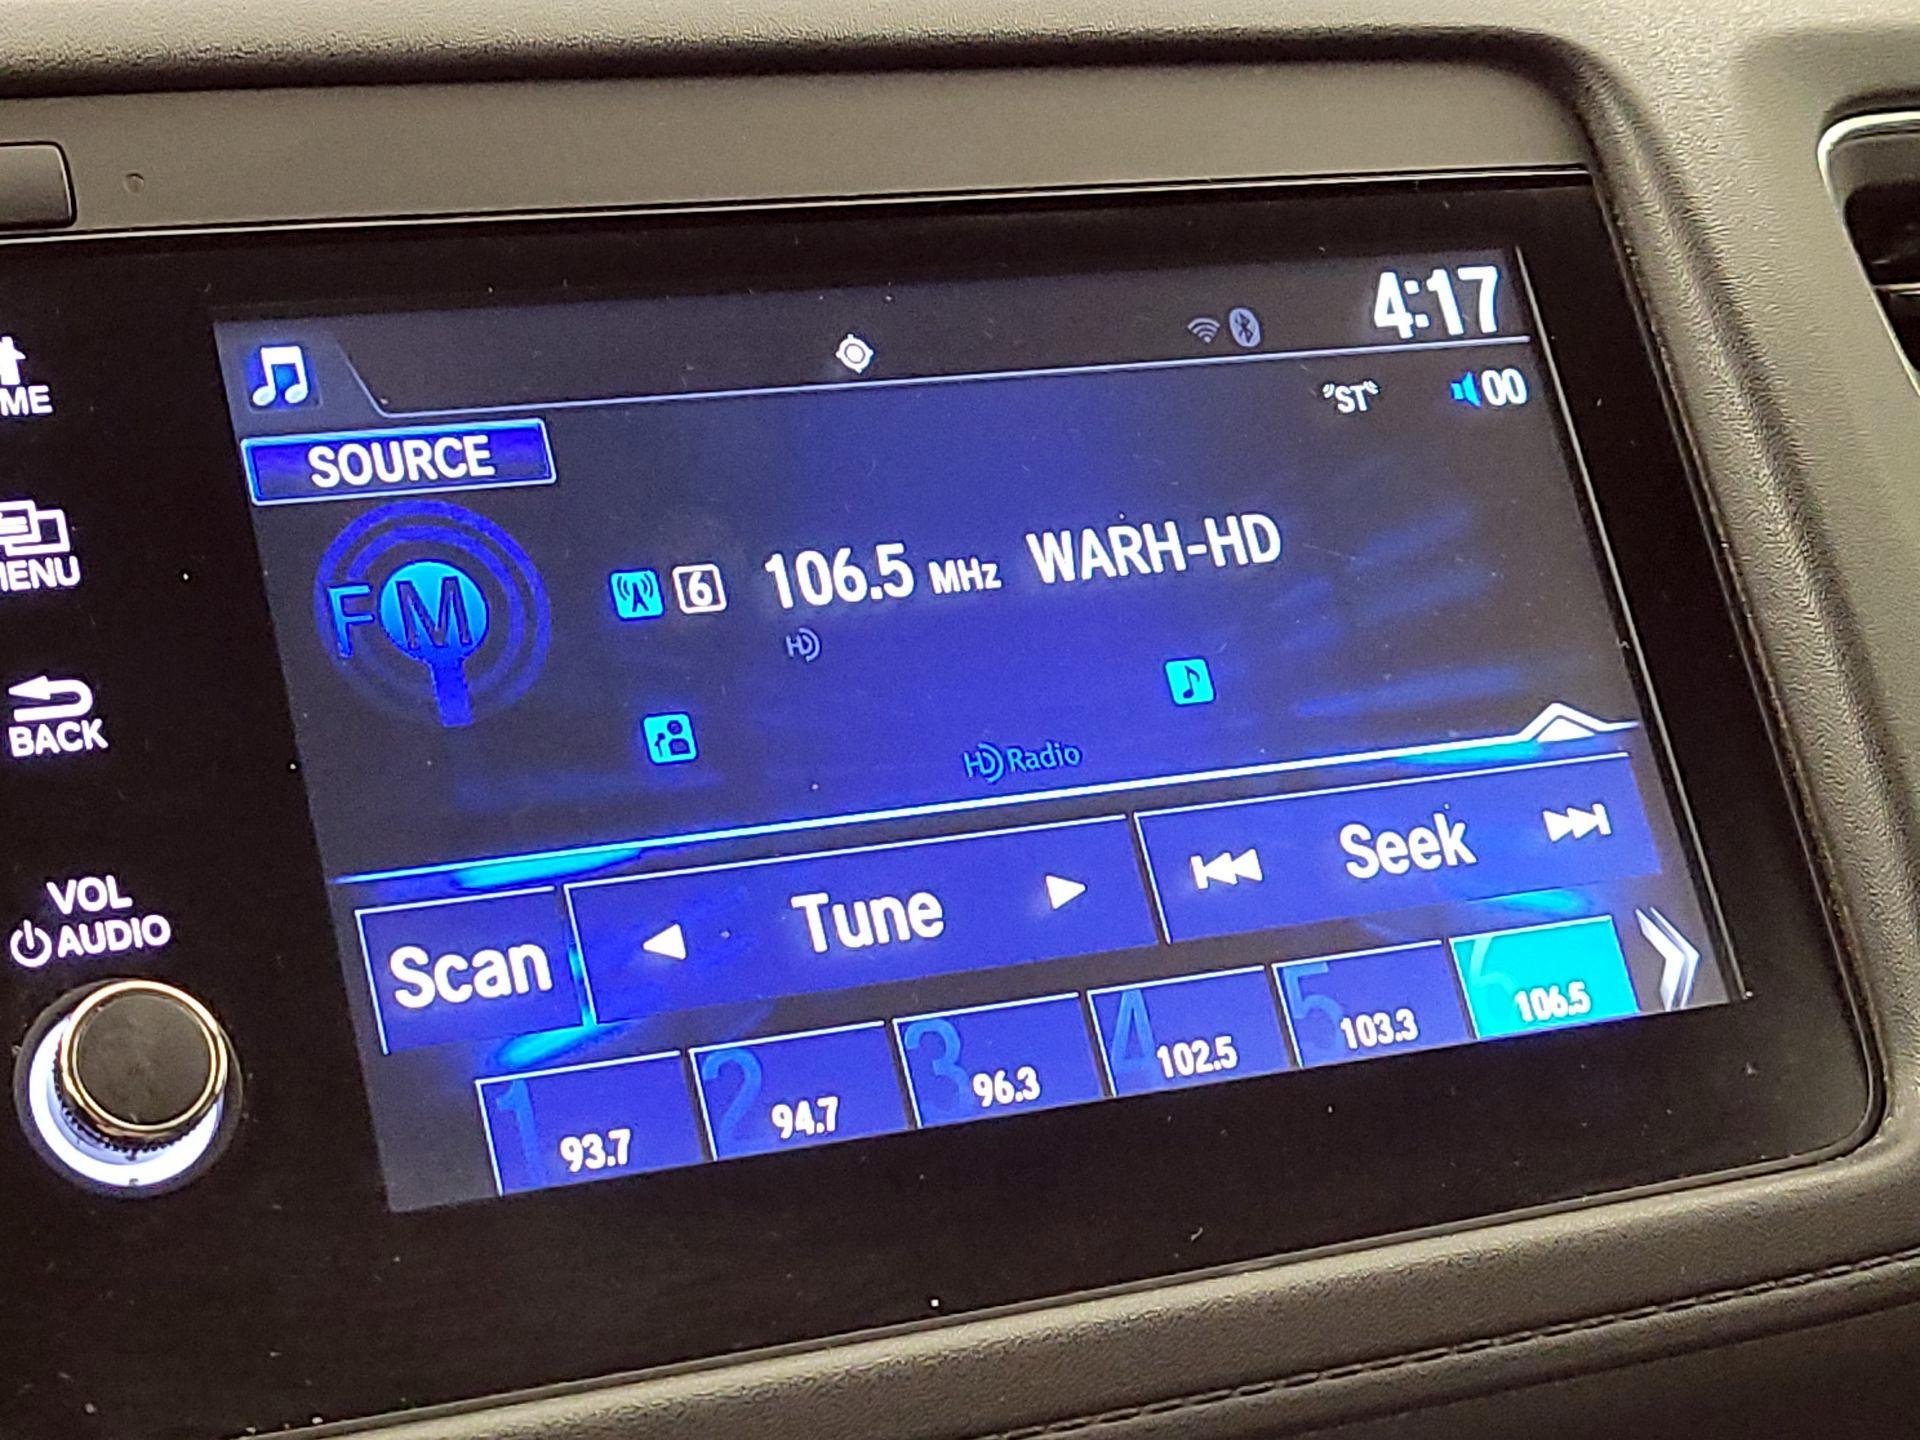 4:17
"ST"
00
SOURCE
FM
6 106.5 MHz WARH-HD
HD
HD Radio
Scan
Tune
Seek
1 93.7
2 94.7
3 96.3
4 102.5
5 103.3
6 106.5
MENU
BACK
VOL
AUDIO